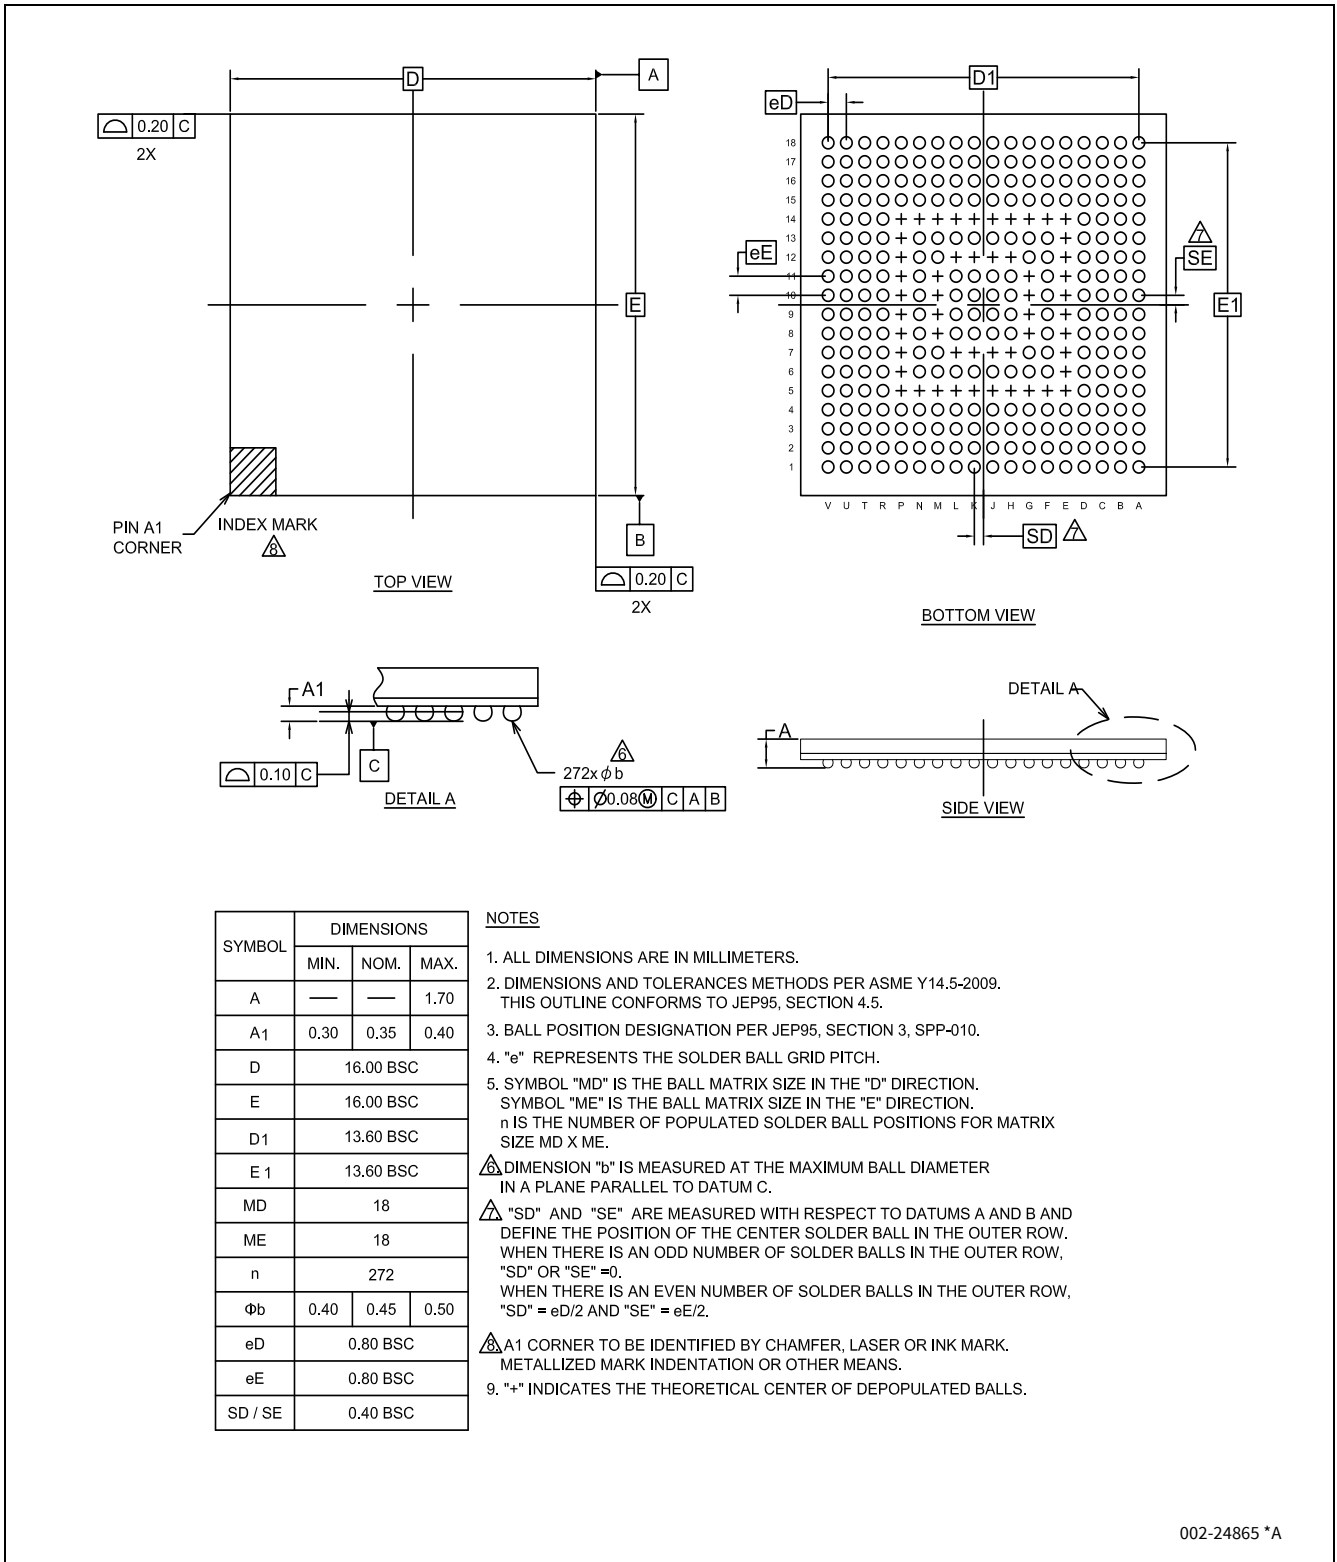 D
A
0.20 C
2X
E
PIN A1
CORNER
INDEX MARK
8
B
0.20 C
2X
TOP VIEW
D1
eD
18
17
16
15
14
13
12
11
10
9
8
7
6
5
4
3
2
1
eE
7
SE
E1
V U T R P N M L K J H G F E D C B A
SD 7
BOTTOM VIEW
A1
0.10 C
C
DETAIL A
6
272x ϕ b
⌖ Ø0.08Ⓜ C A B
DETAIL A
A
SIDE VIEW
SYMBOL DIMENSIONS
MIN. NOM. MAX.
A — — 1.70
A1 0.30 0.35 0.40
D 16.00 BSC
E 16.00 BSC
D1 13.60 BSC
E 1 13.60 BSC
MD 18
ME 18
n 272
Φb 0.40 0.45 0.50
eD 0.80 BSC
eE 0.80 BSC
SD / SE 0.40 BSC
NOTES
1. ALL DIMENSIONS ARE IN MILLIMETERS.
2. DIMENSIONS AND TOLERANCES METHODS PER ASME Y14.5-2009.
THIS OUTLINE CONFORMS TO JEP95, SECTION 4.5.
3. BALL POSITION DESIGNATION PER JEP95, SECTION 3, SPP-010.
4. "e" REPRESENTS THE SOLDER BALL GRID PITCH.
5. SYMBOL "MD" IS THE BALL MATRIX SIZE IN THE "D" DIRECTION.
SYMBOL "ME" IS THE BALL MATRIX SIZE IN THE "E" DIRECTION.
n IS THE NUMBER OF POPULATED SOLDER BALL POSITIONS FOR MATRIX
SIZE MD X ME.
6. DIMENSION "b" IS MEASURED AT THE MAXIMUM BALL DIAMETER
IN A PLANE PARALLEL TO DATUM C.
7. "SD" AND "SE" ARE MEASURED WITH RESPECT TO DATUMS A AND B AND
DEFINE THE POSITION OF THE CENTER SOLDER BALL IN THE OUTER ROW.
WHEN THERE IS AN ODD NUMBER OF SOLDER BALLS IN THE OUTER ROW,
"SD" OR "SE" =0.
WHEN THERE IS AN EVEN NUMBER OF SOLDER BALLS IN THE OUTER ROW,
"SD" = eD/2 AND "SE" = eE/2.
8. A1 CORNER TO BE IDENTIFIED BY CHAMFER, LASER OR INK MARK.
METALLIZED MARK INDENTATION OR OTHER MEANS.
9. "+" INDICATES THE THEORETICAL CENTER OF DEPOPULATED BALLS.
002-24865 *A